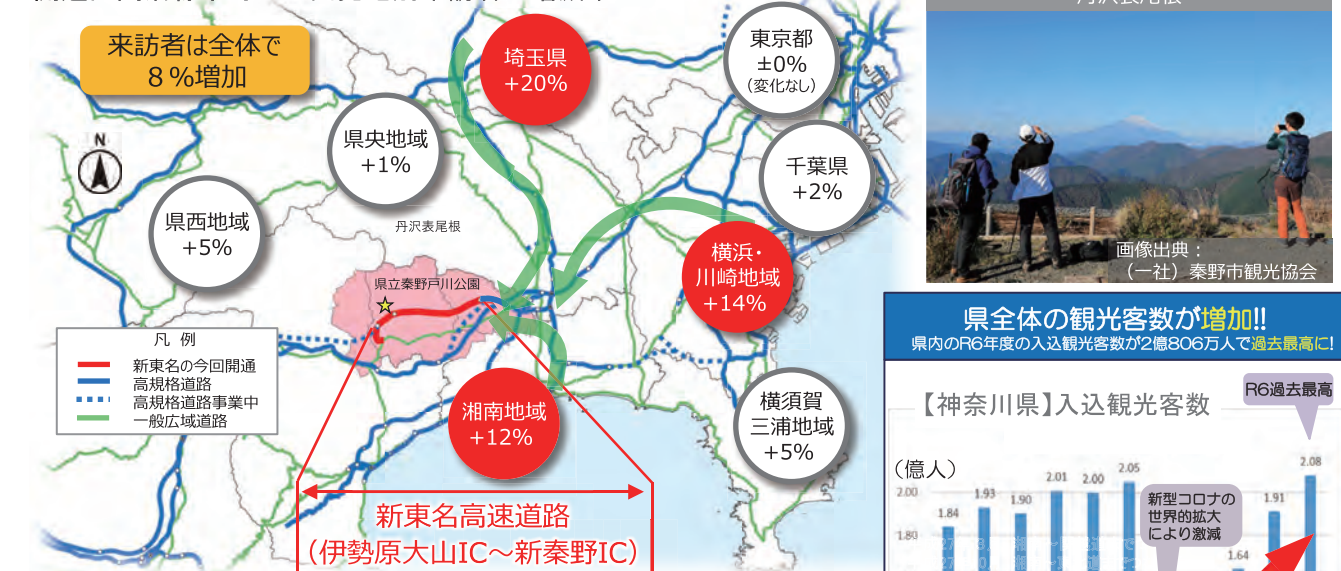 来訪者は全体で
8%増加
埼玉県
+20%
東京都
±0%
(変化なし)
県央地域
+1%
千葉県
+2%
N
県西地域
+5%
丹沢表尾根
横浜・
川崎地域
+14%
県立秦野戸川公園
凡 例
新東名の今回開通
高規格道路
高規格道路事業中
一般広域道路
湘南地域
+12%
横須賀
三浦地域
+5%
新東名高速道路
(伊勢原大山IC～新秦野IC)
丹沢表尾根
画像出典：
(一社)秦野市観光協会
県全体の観光客数が増加!!
県内のR6年度の入込観光客数が2億806万人で過去最高に!
R6過去最高
【神奈川県】入込観光客数
(億人)
2.00
1.80
1.84
1.93
1.90
2.01
2.00
2.05
新型コロナの
世界的拡大
により激減
1.64
1.91
2.08